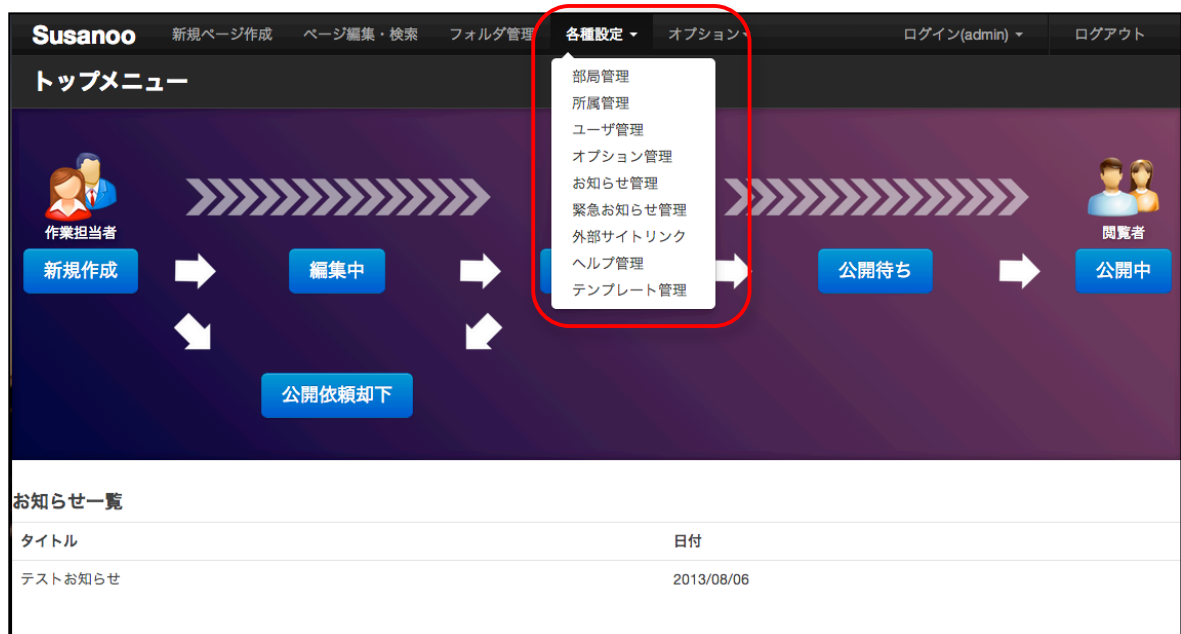 Susanoo 新規ページ作成 ページ編集・検索 フォルダ管理 各種設定 オプション ログイン(admin) ログアウト
トップメニュー
部局管理
所属管理
ユーザ管理
オプション管理
お知らせ管理
緊急お知らせ管理
外部サイトリンク
ヘルプ管理
テンプレート管理
作業担当者
閲覧者
新規作成
編集中
公開待ち
公開中
公開依頼却下
お知らせ一覧
タイトル 日付
テストお知らせ 2013/08/06